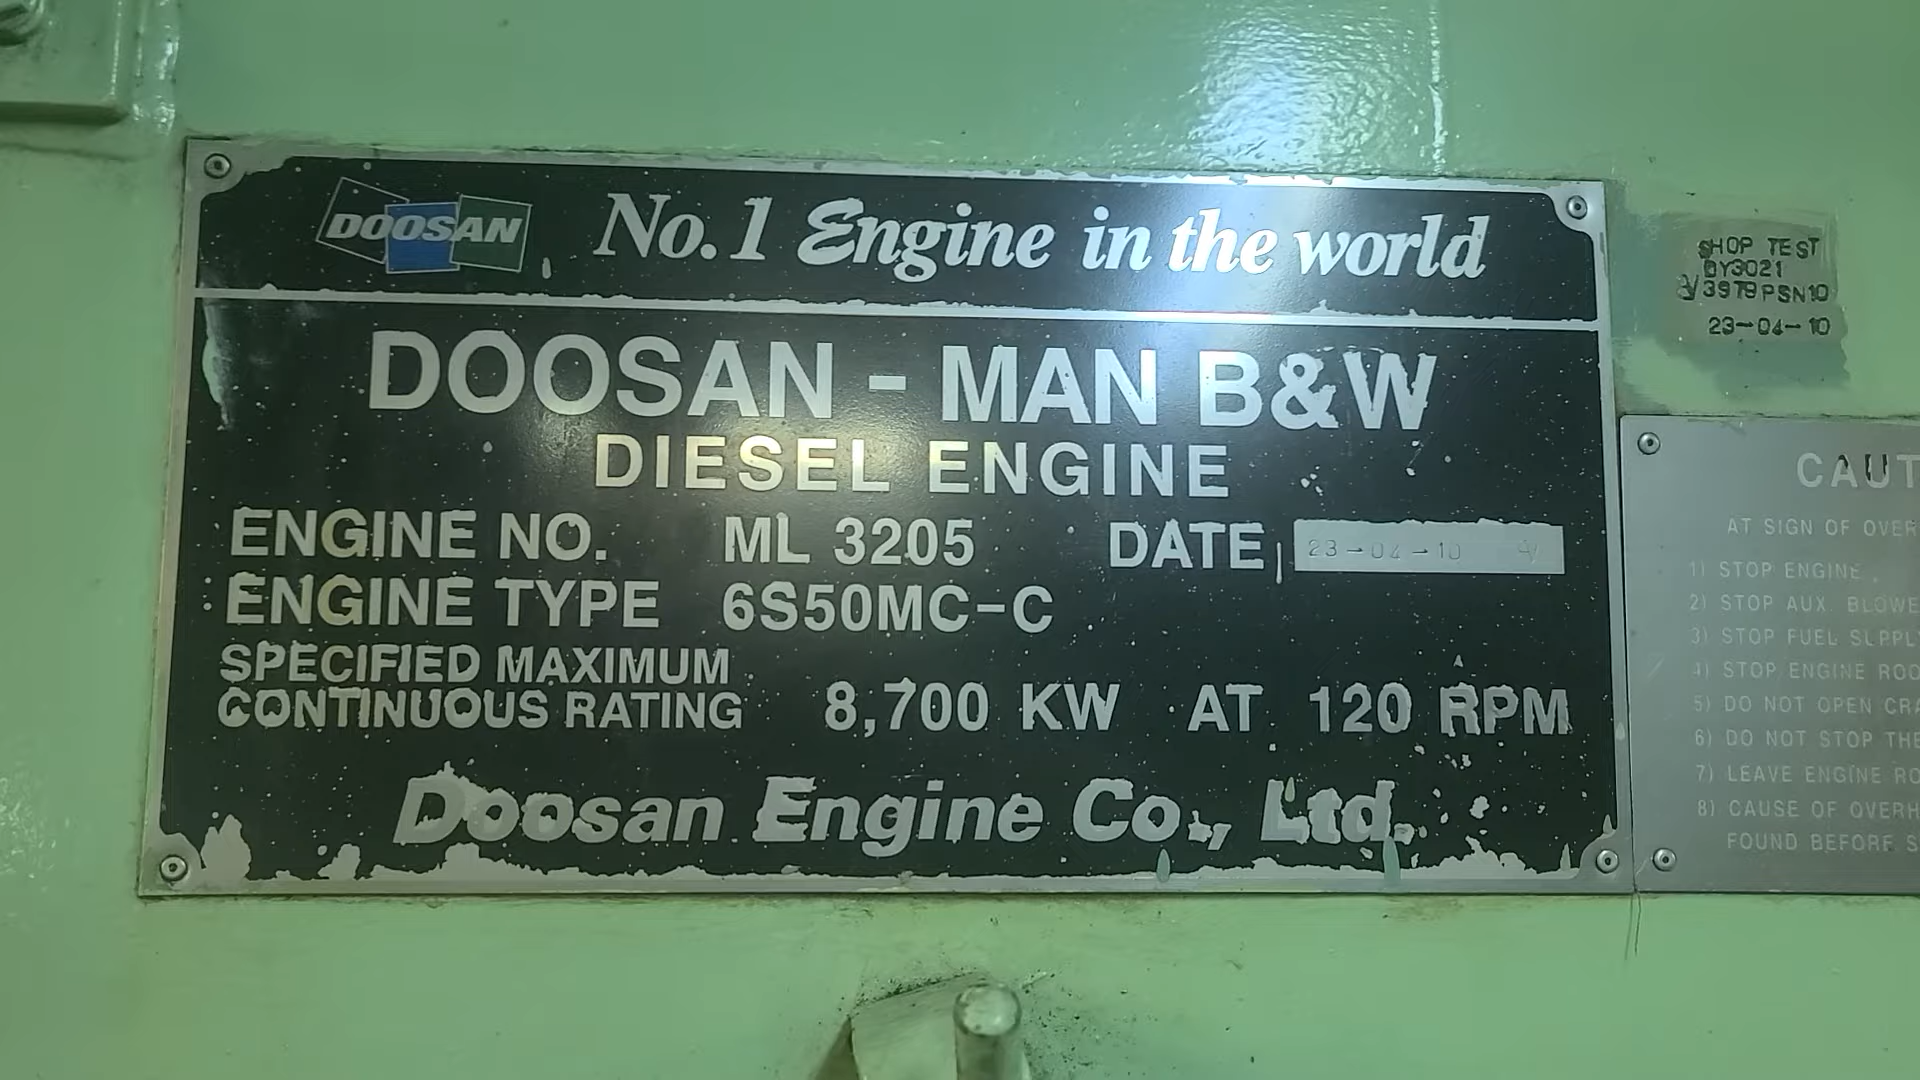 DOOSAN No.1 Engine in the world
DOOSAN - MAN B&W
DIESEL ENGINE
ENGINE NO. ML 3205 DATE 23-04-10
ENGINE TYPE 6S50MC-C
SPECIFIED MAXIMUM
CONTINUOUS RATING 8,700 KW AT 120 RPM
Doosan Engine Co., Ltd.
SHOP TEST
DY3021
3979PSN10
23-04-10
CAUT
AT SIGN OF OVER
1) STOP ENGINE
2) STOP AUX. BLOWE
3) STOP FUEL SUPPLY
4) STOP ENGINE ROO
5) DO NOT OPEN CRA
6) DO NOT STOP THE
7) LEAVE ENGINE RO
8) CAUSE OF OVERH
FOUND BEFORE S